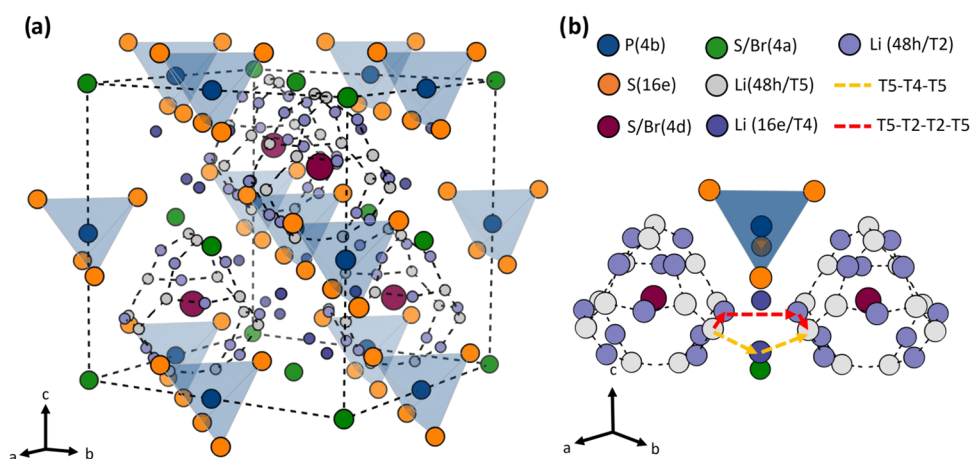 (a)
c
a
b
(b)
P(4b)
S/Br(4a)
Li (48h/T2)
S(16e)
Li(48h/T5)
T5-T4-T5
S/Br(4d)
Li (16e/T4)
T5-T2-T2-T5
c
a
b